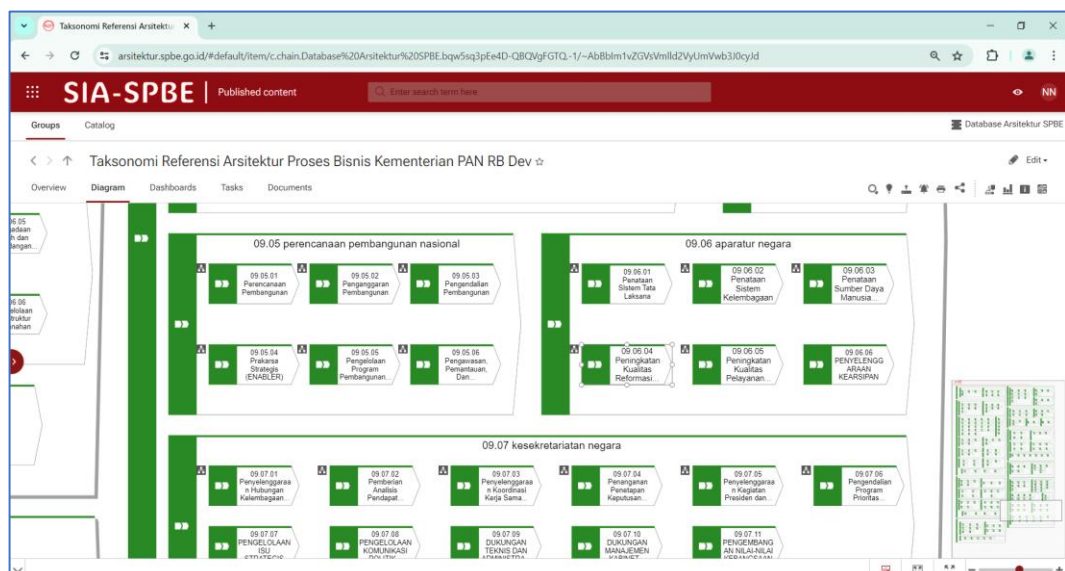 Taksonomi Referensi Arsitektu
arsitektur.spbe.go.id/#default/item/c.chain.Database%20Arsitektur%20SPBE.bqw5sq3pEe4D-QBQVgFGTQ.-1/~AbBbIm1vZGVsVmlld2VyUmVwb3J0cyJd
SIA-SPBE | Published content
Enter search term here
NN
Groups Catalog
Database Arsitektur SPBE
Taksonomi Referensi Arsitektur Proses Bisnis Kementerian PAN RB Dev
Edit
Overview Diagram Dashboards Tasks Documents
09.05 perencanaan pembangunan nasional
09.05.01
Perencanaan
Pembangunan
09.05.02
Penganggaran
Pembangunan
09.05.03
Pengendalian
Pembangunan
09.05.04
Prakarsa
Strategis
(ENABLER)
09.05.05
Pengelolaan
Program
Pembangunan...
09.05.06
Pengawasan,
Pemantauan,
Dan...
09.06 aparatur negara
09.06.01
Penataan
SIstem Tata
Laksana
09.06.02
Penataan
Sistem
Kelembagaan
09.06.03
Penataan
Sumber Daya
Manusia...
09.06.04
Peningkatan
Kualitas
Reformasi...
09.06.05
Peningkatan
Kualitas
Pelayanan...
09.06.06
PENYELENGG
ARAAN
KEARSIPAN
09.07 kesekretariatan negara
09.07.01
Penyelenggaraa
n Hubungan
Kelembagaan...
09.07.02
Pemberian
Analisis
Pendapat...
09.07.03
Penyelenggaraa
n Koordinasi
Kerja Sama...
09.07.04
Penanganan
Penetapan
Keputusan...
09.07.05
Penyelenggaraa
n Kegiatan
Presiden dan...
09.07.06
Pengendalian
Program
Prioritas...
09.07.07
PENGELOLAAN
ISU
STRATEGIS
09.07.08
PENGELOLAAN
KOMUNIKASI
POLITIK
09.07.09
DUKUNGAN
TEKNIS DAN
ADMINISTRA
09.07.10
DUKUNGAN
MANAJEMEN
KABINET
09.07.11
PENGEMBANG
AN NILAI-NILAI
KEBANGSAAN